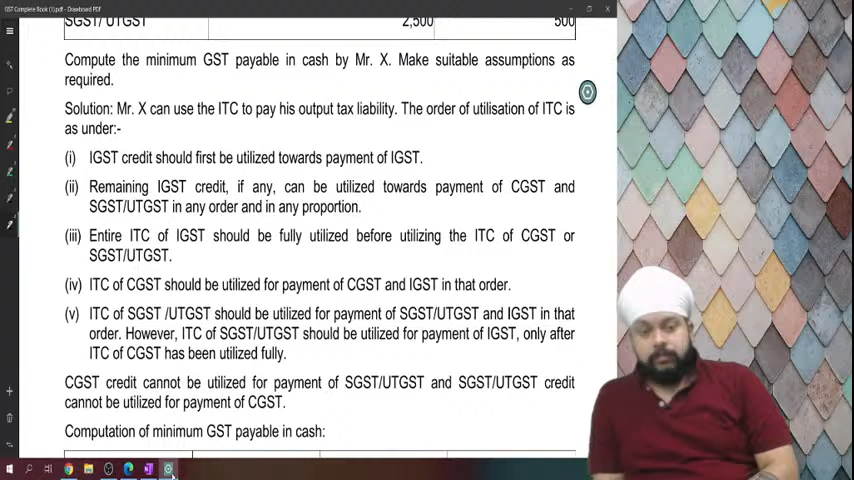 GST Complete Book (1).pdf - Drawboard PDF
SGST/ UTGST 2,500 500
Compute the minimum GST payable in cash by Mr. X. Make suitable assumptions as
required.
Solution: Mr. X can use the ITC to pay his output tax liability. The order of utilisation of ITC is
as under:-
(i) IGST credit should first be utilized towards payment of IGST.
(ii) Remaining IGST credit, if any, can be utilized towards payment of CGST and
SGST/UTGST in any order and in any proportion.
(iii) Entire ITC of IGST should be fully utilized before utilizing the ITC of CGST or
SGST/UTGST.
(iv) ITC of CGST should be utilized for payment of CGST and IGST in that order.
(v) ITC of SGST /UTGST should be utilized for payment of SGST/UTGST and IGST in that
order. However, ITC of SGST/UTGST should be utilized for payment of IGST, only after
ITC of CGST has been utilized fully.
CGST credit cannot be utilized for payment of SGST/UTGST and SGST/UTGST credit
cannot be utilized for payment of CGST.
Computation of minimum GST payable in cash: